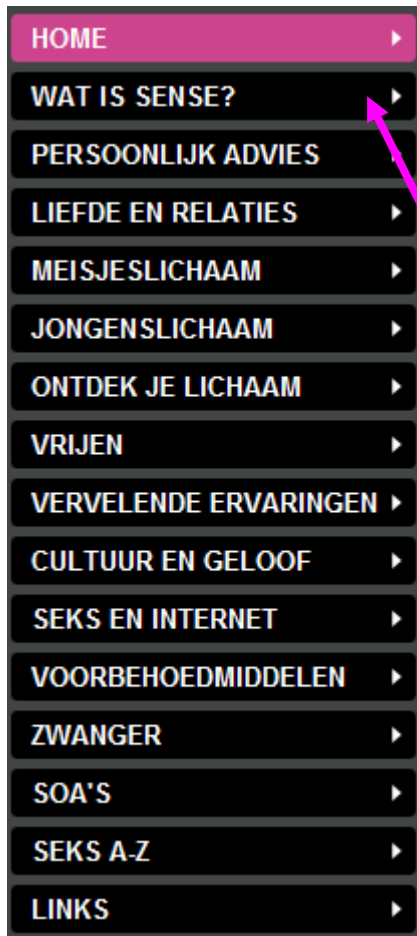 HOME
WAT IS SENSE?
PERSOONLIJK ADVIES
LIEFDE EN RELATIES
MEISJESLICHAAM
JONGENSLICHAAM
ONTDEK JE LICHAAM
VRIJEN
VERVELENDE ERVARINGEN
CULTUUR EN GELOOF
SEKS EN INTERNET
VOORBEHOEDMIDDELEN
ZWANGER
SOA'S
SEKS A-Z
LINKS